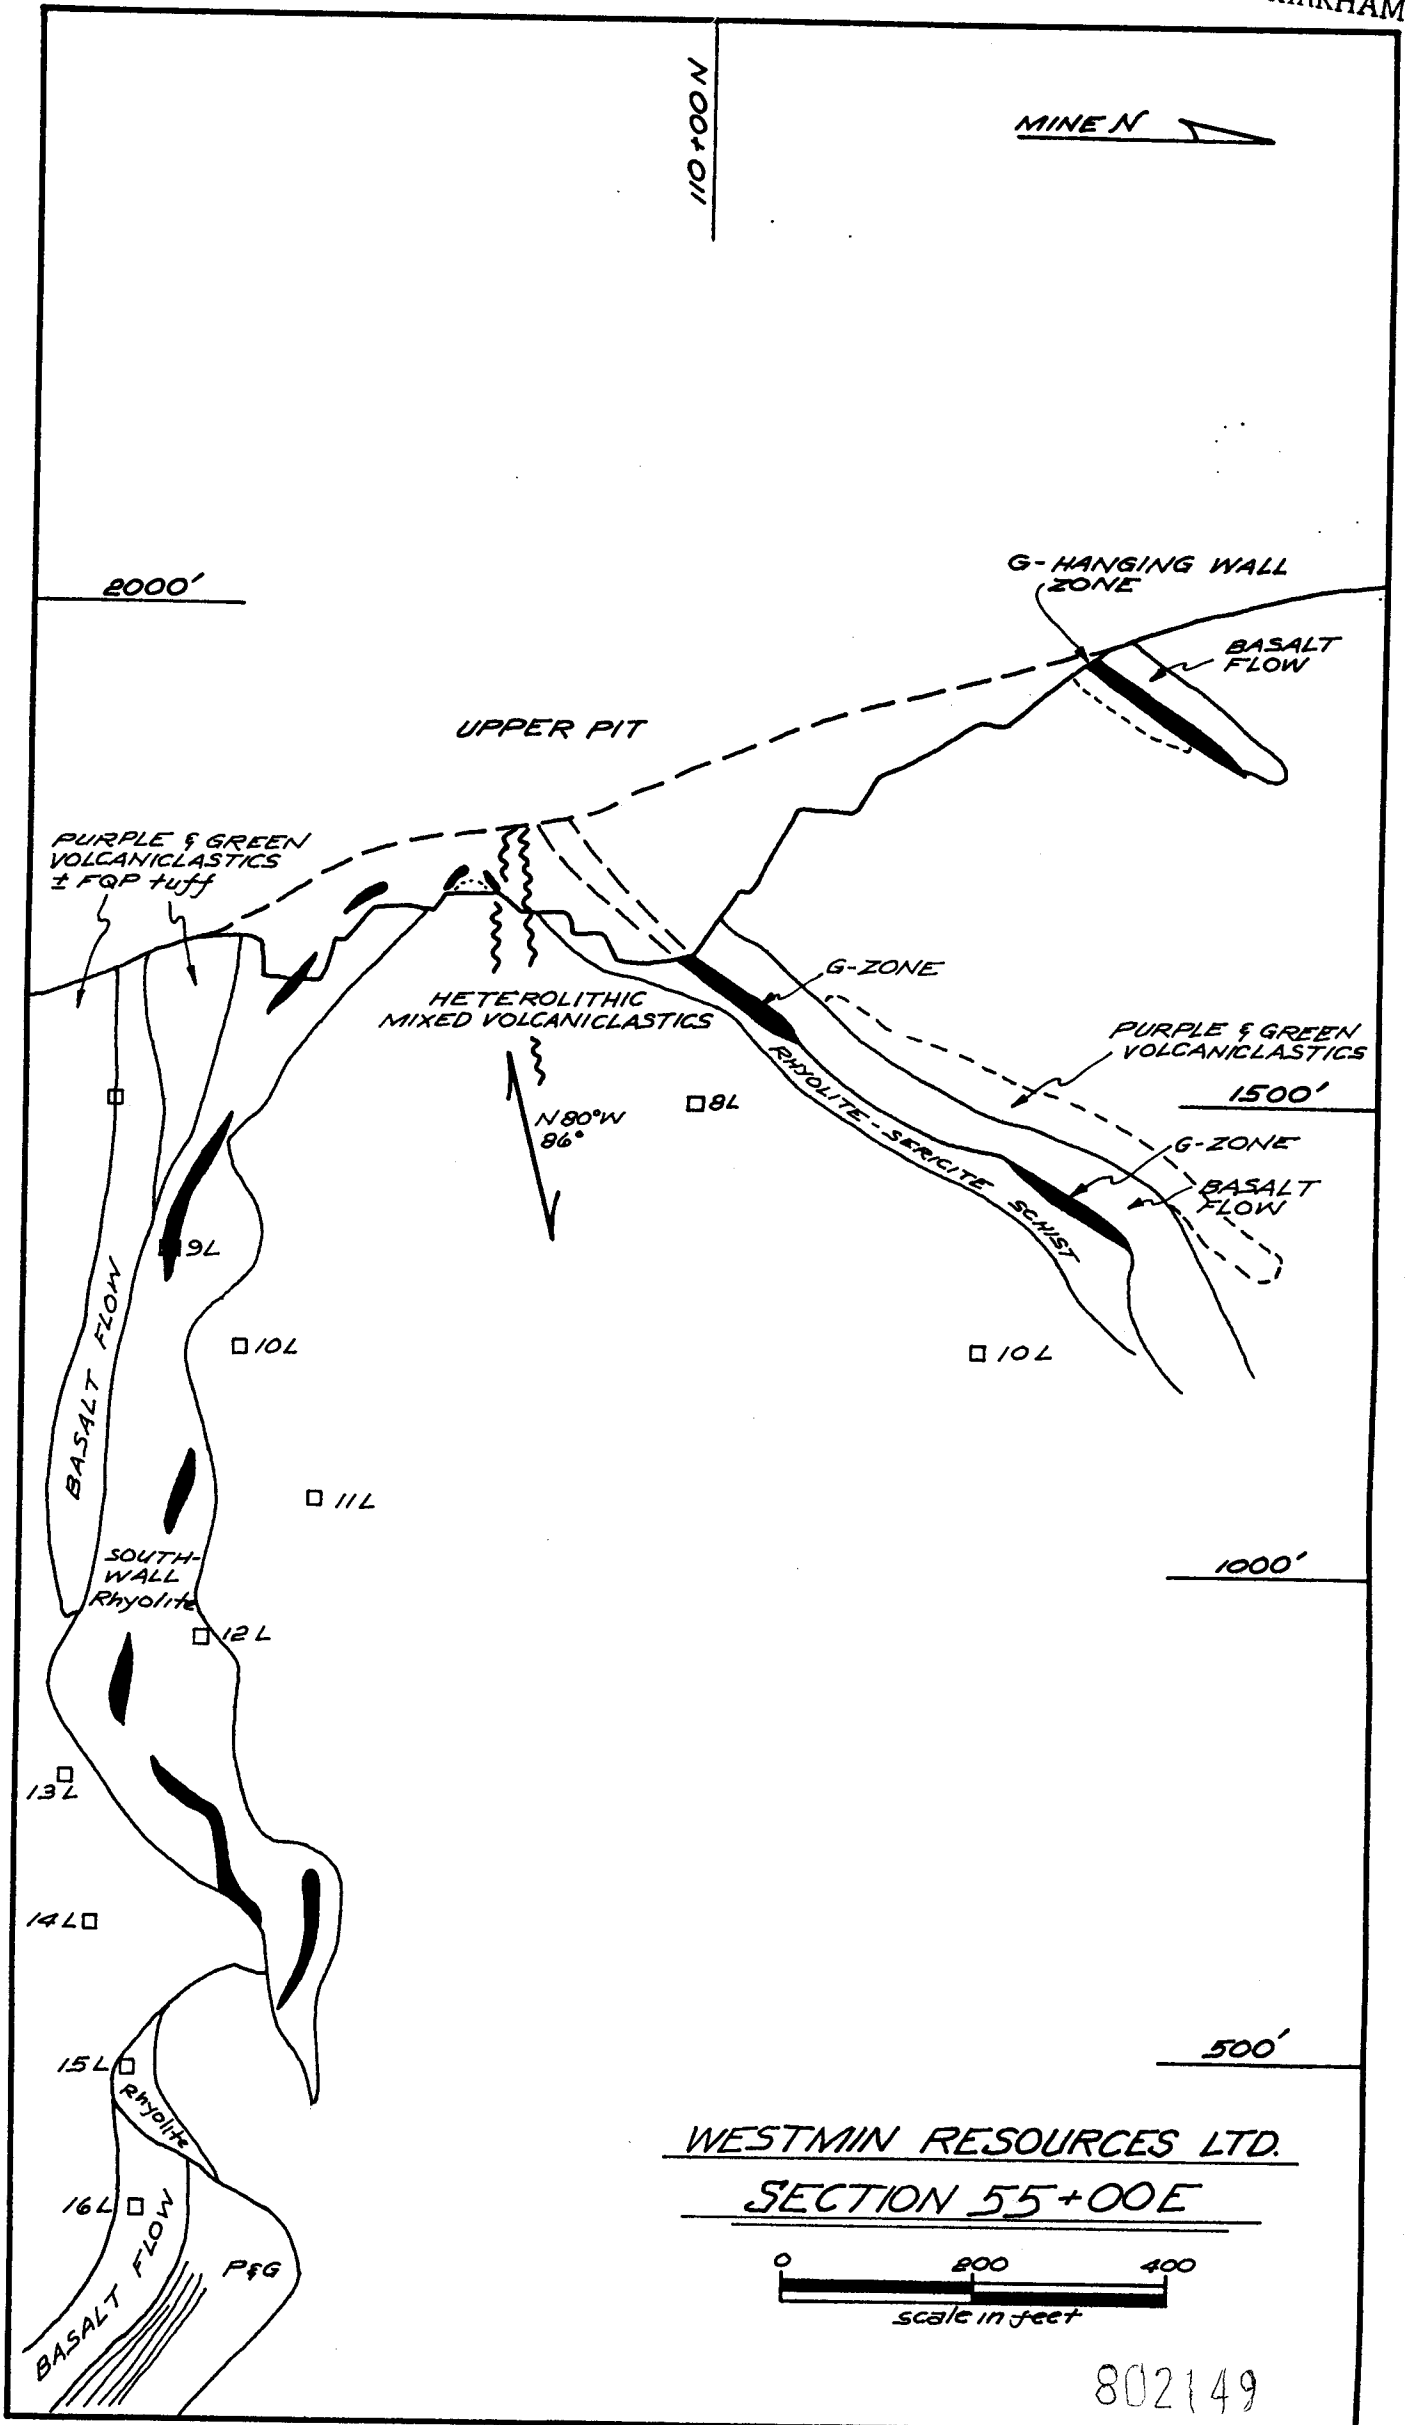 110+00N
MINE N
2000'
G-HANGING WALL
ZONE
BASALT
FLOW
UPPER PIT
PURPLE & GREEN
VOLCANICLASTICS
± FQP tuff
G-ZONE
HETEROLITHIC
MIXED VOLCANICLASTICS
PURPLE & GREEN
VOLCANICLASTICS
1500'
8L
N80°W
86°
RHYOLITE-SERICITE SCHIST
G-ZONE
BASALT
FLOW
9L
BASALT FLOW
10L
10L
11L
SOUTH-
WALL
Rhyolite
1000'
12L
13L
14L
500'
15L
Rhyolite
16L
BASALT FLOW
P&G
WESTMIN RESOURCES LTD.
SECTION 55+00E
0 200 400
scale in feet
802149